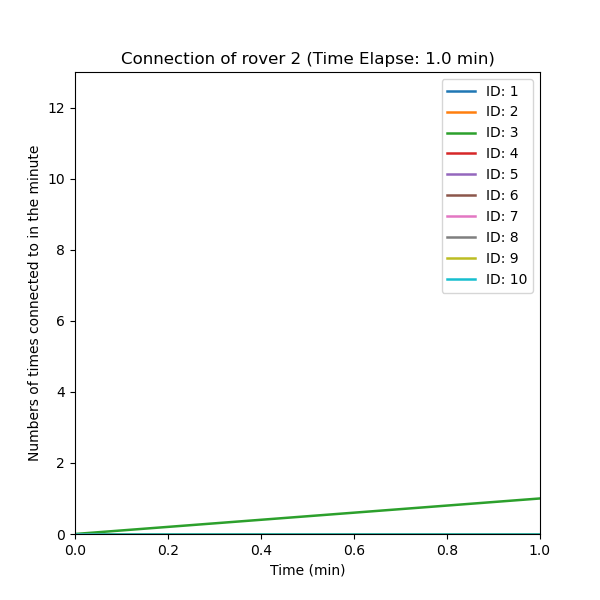 Connection of rover 2 (Time Elapse: 1.0 min)
ID: 1
ID: 2
ID: 3
ID: 4
ID: 5
ID: 6
ID: 7
ID: 8
ID: 9
ID: 10
Numbers of times connected to in the minute
12
10
8
6
4
2
0
0.0 0.2 0.4 0.6 0.8 1.0
Time (min)